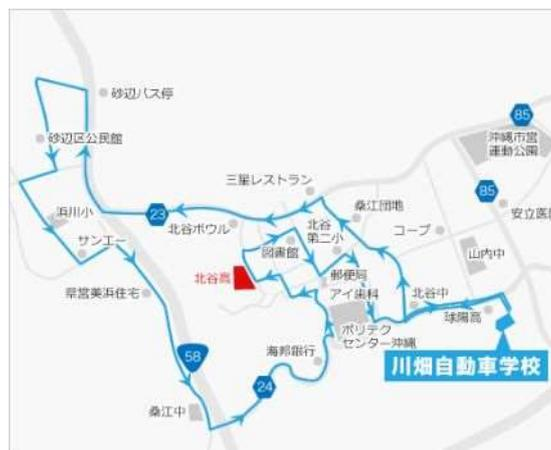 砂辺バス停
85
砂辺区公民館
沖縄市営
運動公園
三星レストラン
85
桑江団地
浜川小
23
北谷ボウル
北谷
第二小
コープ
安立医
サンエー
図書館
山内中
北谷高
郵便局
県営美浜住宅
アイ歯科
北谷中
球陽高
58
ポリテク
センター沖縄
海邦銀行
川畑自動車学校
24
桑江中